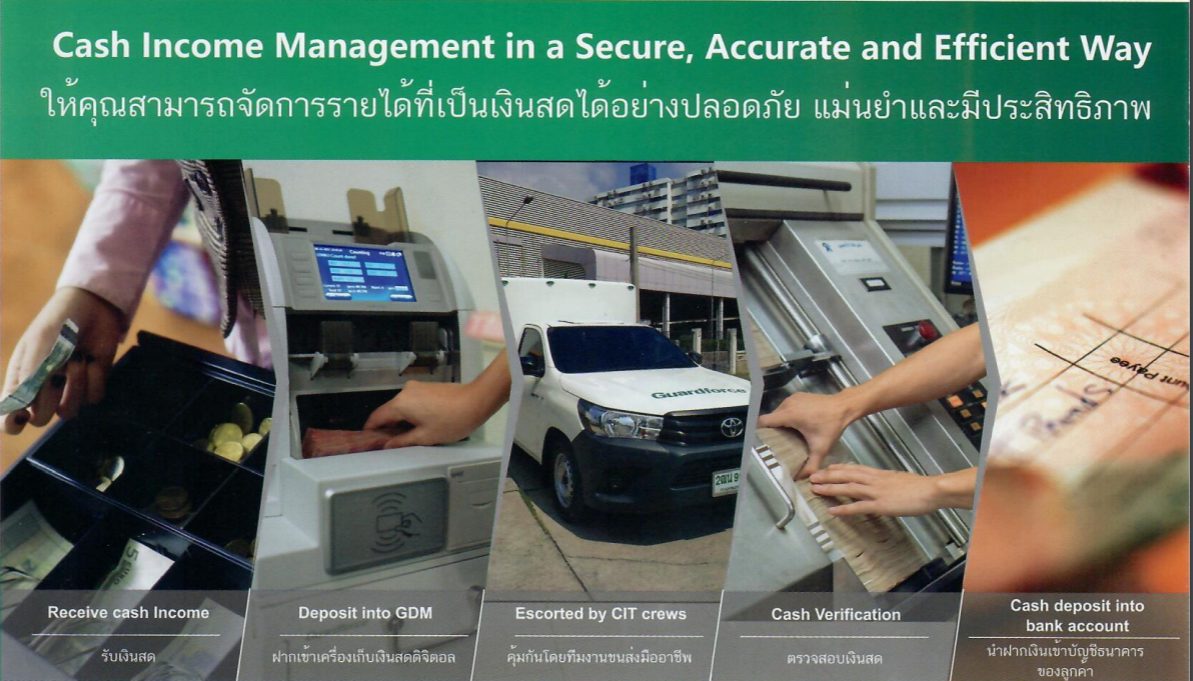 Cash Income Management in a Secure, Accurate and Efficient Way
ให้คุณสามารถจัดการรายได้ที่เป็นเงินสดได้อย่างปลอดภัย แม่นยำและมีประสิทธิภาพ
Counting
Guardforce
TOYOTA
unt Payee
Receive cash Income
รับเงินสด
Deposit into GDM
ฝากเข้าเครื่องเก็บเงินสดดิจิตอล
Escorted by CIT crews
คุ้มกันโดยทีมงานขนส่งมืออาชีพ
Cash Verification
ตรวจสอบเงินสด
Cash deposit into
bank account
นำฝากเงินเข้าบัญชีธนาคาร
ของลูกค้า